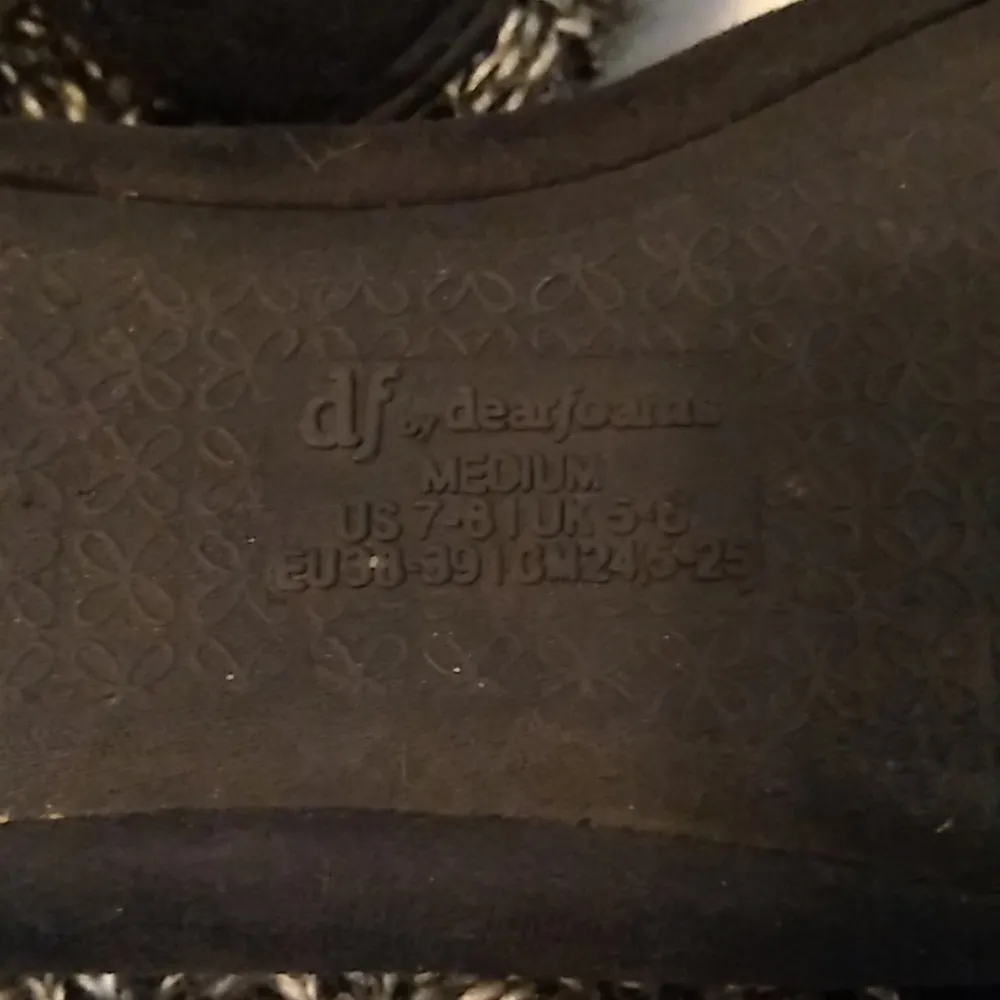 df by dearfoams
MEDIUM
US 7-8 | UK 5-6
EU38-39 | CM24,5-25